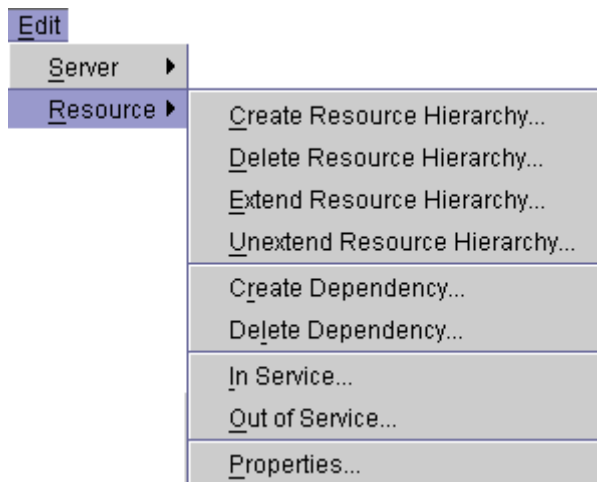 Edit
Server
Resource
Create Resource Hierarchy...
Delete Resource Hierarchy...
Extend Resource Hierarchy...
Unextend Resource Hierarchy...
Create Dependency...
Delete Dependency...
In Service...
Out of Service...
Properties...